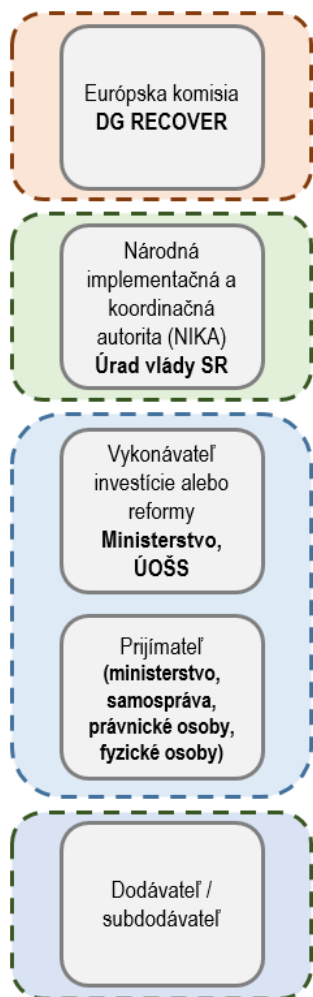 Európska komisia
DG RECOVER
Národná
implementačná a
koordinačná
autorita (NIKA)
Úrad vlády SR
Vykonávateľ
investície alebo
reformy
Ministerstvo,
ÚOŠS
Prijímateľ
(ministerstvo,
samospráva,
právnické osoby,
fyzické osoby)
Dodávateľ /
subdodávateľ